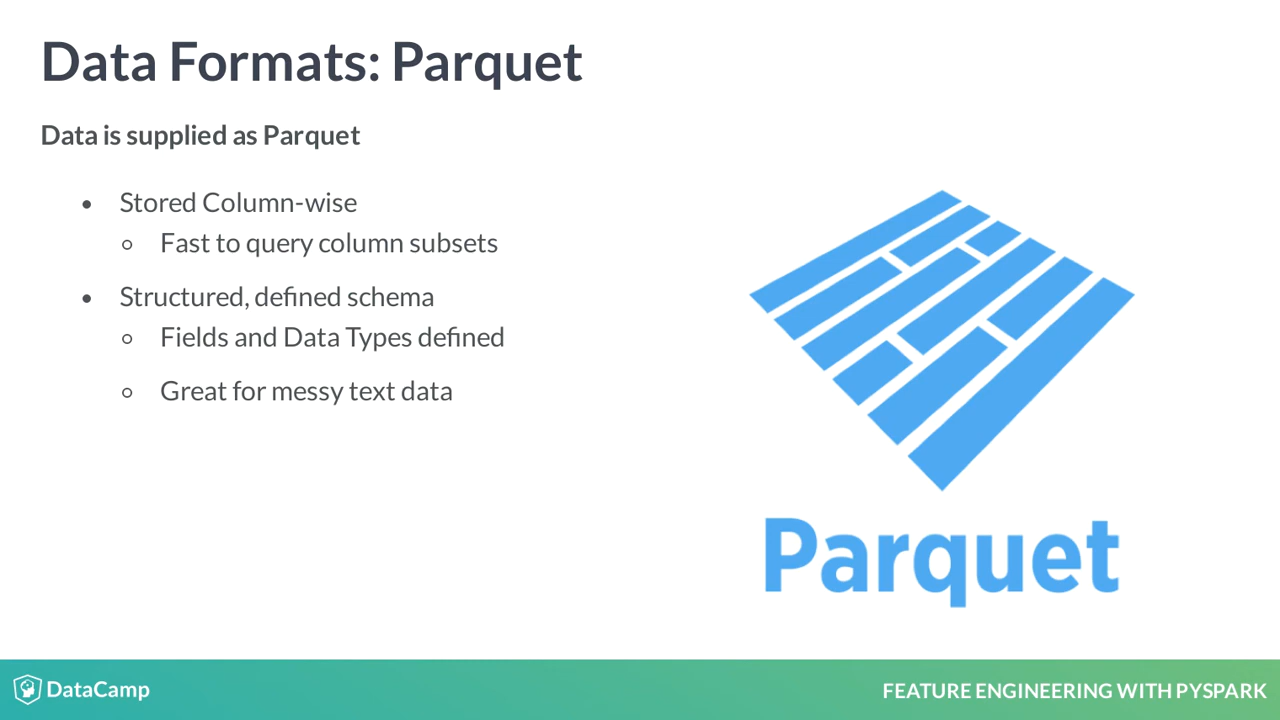 Data Formats: Parquet
Data is supplied as Parquet
Stored Column-wise
Fast to query column subsets
Structured, defined schema
Fields and Data Types defined
Great for messy text data
Parquet
DataCamp
FEATURE ENGINEERING WITH PYSPARK